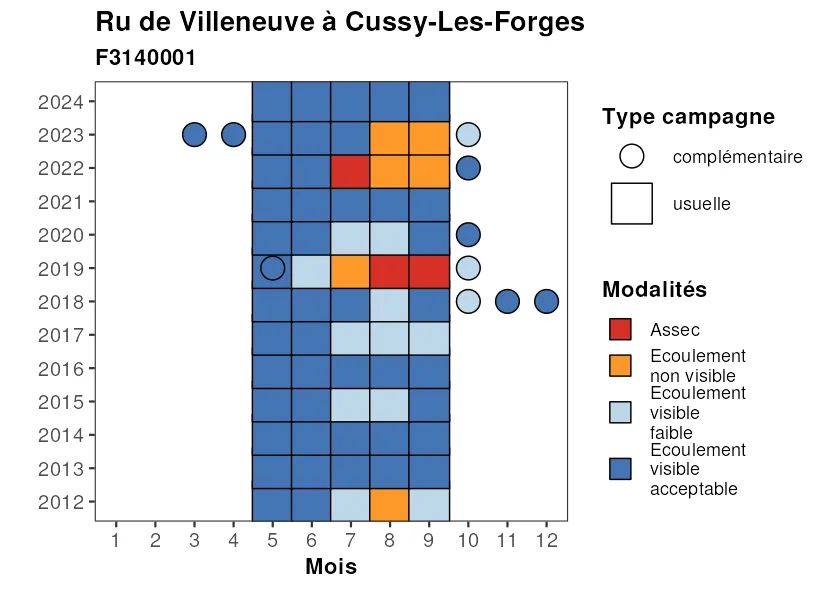 Ru de Villeneuve à Cussy-Les-Forges
F3140001
2024
2023
2022
2021
2020
2019
2018
2017
2016
2015
2014
2013
2012
1 2 3 4 5 6 7 8 9 10 11 12
Mois
Type campagne
complémentaire
usuelle
Modalités
Assec
Ecoulement
non visible
Ecoulement
visible
faible
Ecoulement
visible
acceptable